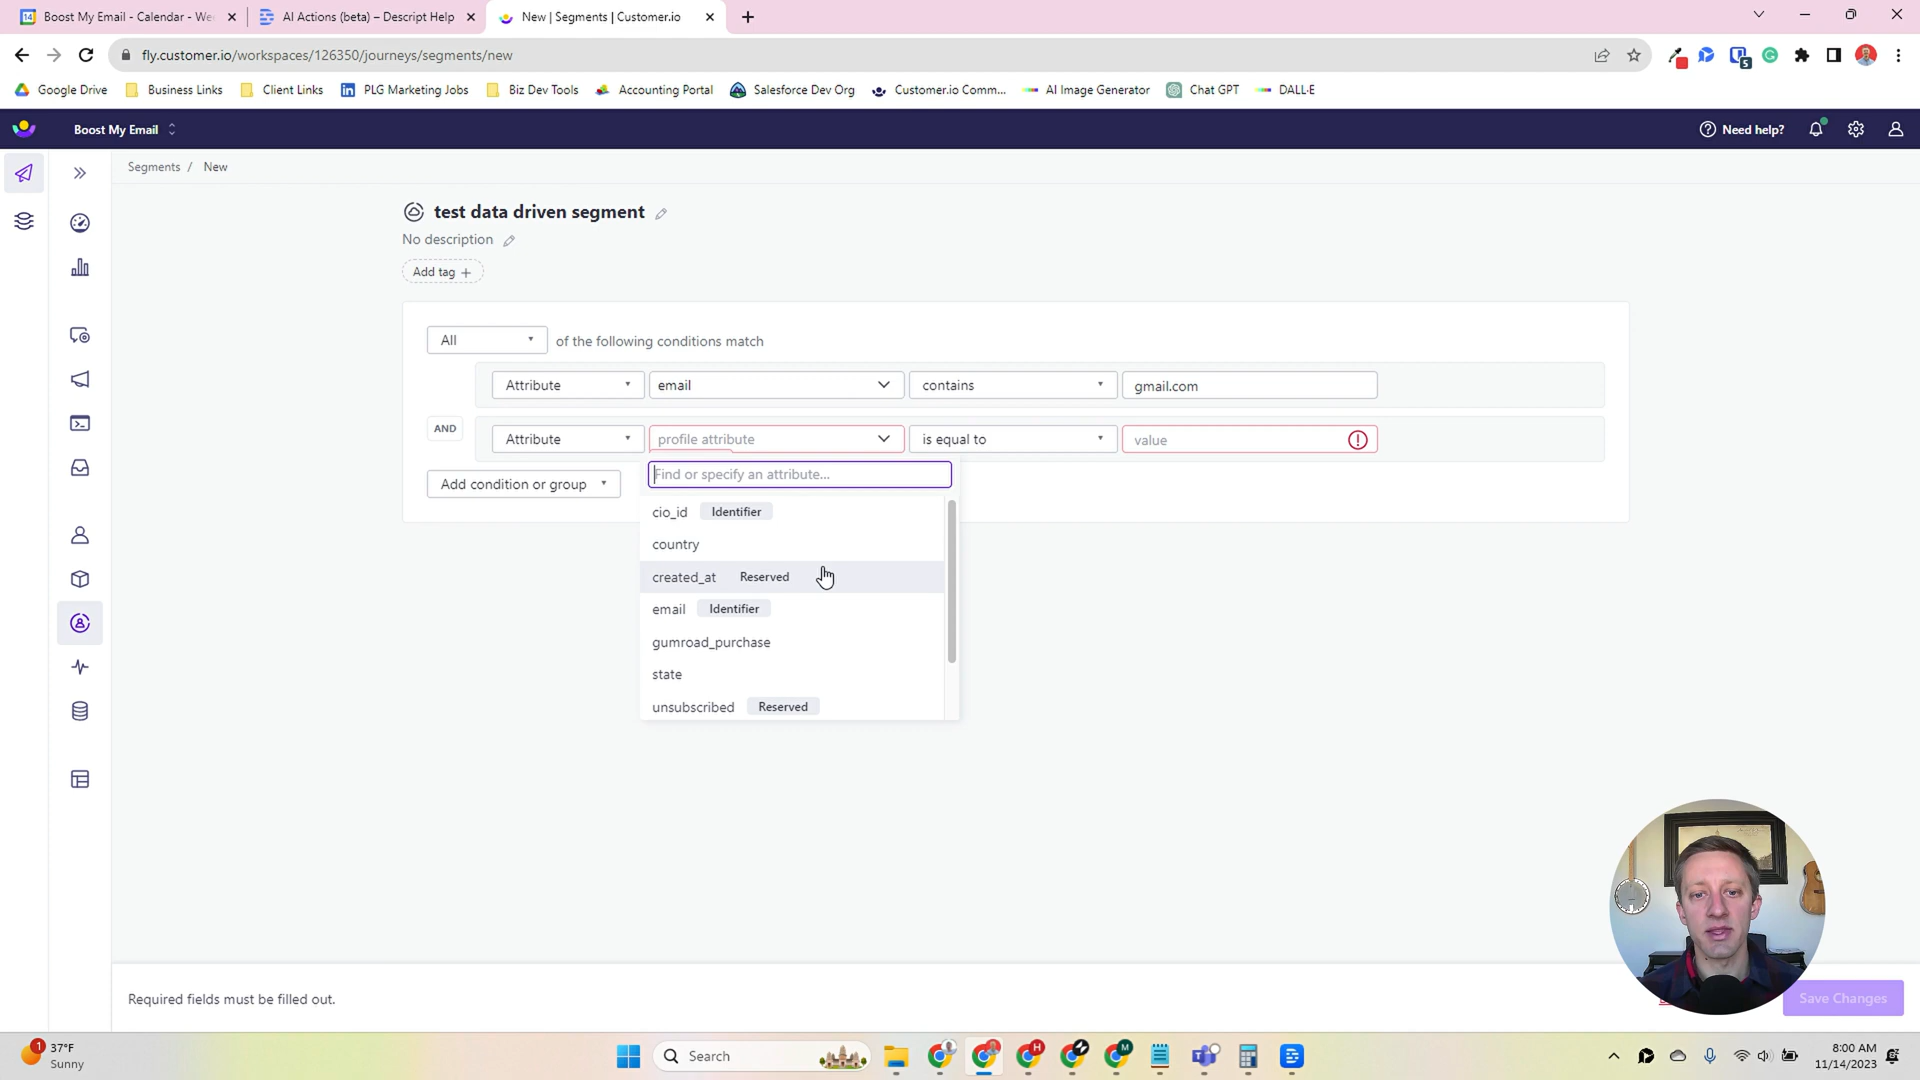 Boost My Email - Calendar - We
AI Actions (beta) – Descript Help
New | Segments | Customer.io
fly.customer.io/workspaces/126350/journeys/segments/new
Google Drive
Business Links
Client Links
PLG Marketing Jobs
Biz Dev Tools
Accounting Portal
Salesforce Dev Org
Customer.io Comm...
AI Image Generator
Chat GPT
DALL·E
Boost My Email
Need help?
Segments / New
test data driven segment
No description
Add tag +
All of the following conditions match
Attribute email contains gmail.com
AND Attribute profile attribute is equal to value
Add condition or group
Find or specify an attribute...
cio_id Identifier
country
created_at Reserved
email Identifier
gumroad_purchase
state
unsubscribed Reserved
Required fields must be filled out.
Save Changes
1 37°F
Sunny
Search
8:00 AM
11/14/2023